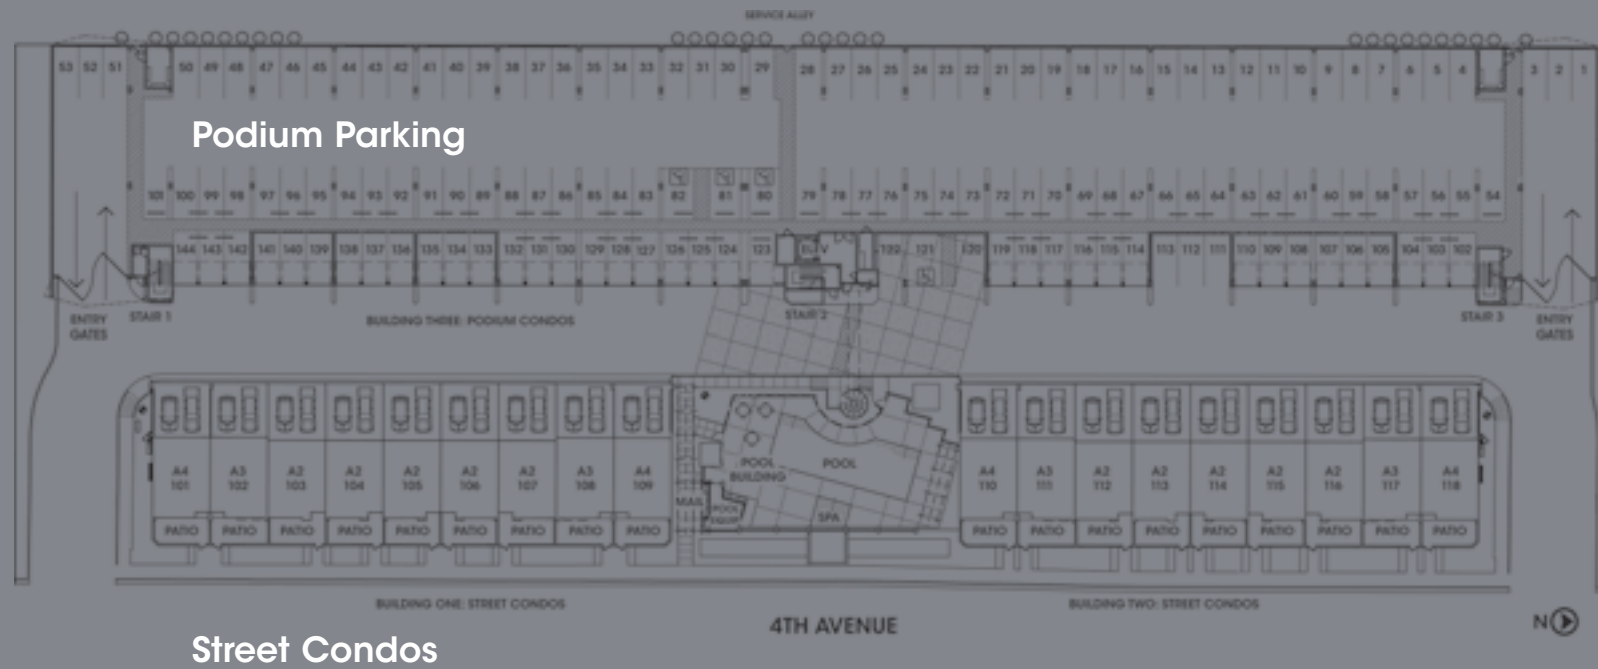 SERVICE ALLEY
53 52 51 50 49 48 47 46 45 44 43 42 41 40 39 38 37 36 35 34 33 32 31 30 29 28 27 26 25 24 23 22 21 20 19 18 17 16 15 14 13 12 11 10 9 8 7 6 5 4 3 2 1
Podium Parking
101 100 99 98 97 96 95 94 93 92 91 90 89 88 87 86 85 84 83 82 81 80 79 78 77 76 75 74 73 72 71 70 69 68 67 66 65 64 63 62 61 60 59 58 57 56 55 54
144 143 142 141 140 139 138 137 136 135 134 133 132 131 130 129 128 127 126 125 124 123 121 120 119 118 117 116 115 114 113 112 111 110 109 108 107 106 105 104 103 102
ENTRY
GATES
STAIR 1
BUILDING THREE: PODIUM CONDOS
STAIR 2
STAIR 3
ENTRY
GATES
A4 A3 A2 A2 A2 A2 A2 A3 A4
101 102 103 104 105 106 107 108 109
POOL
BUILDING
POOL
MAIL
POOL
EQUIP
SPA
A4 A3 A2 A2 A2 A2 A2 A3 A4
110 111 112 113 114 115 116 117 118
PATIO PATIO PATIO PATIO PATIO PATIO PATIO PATIO PATIO
PATIO PATIO PATIO PATIO PATIO PATIO PATIO PATIO PATIO
BUILDING ONE: STREET CONDOS
BUILDING TWO: STREET CONDOS
4TH AVENUE
N
Street Condos